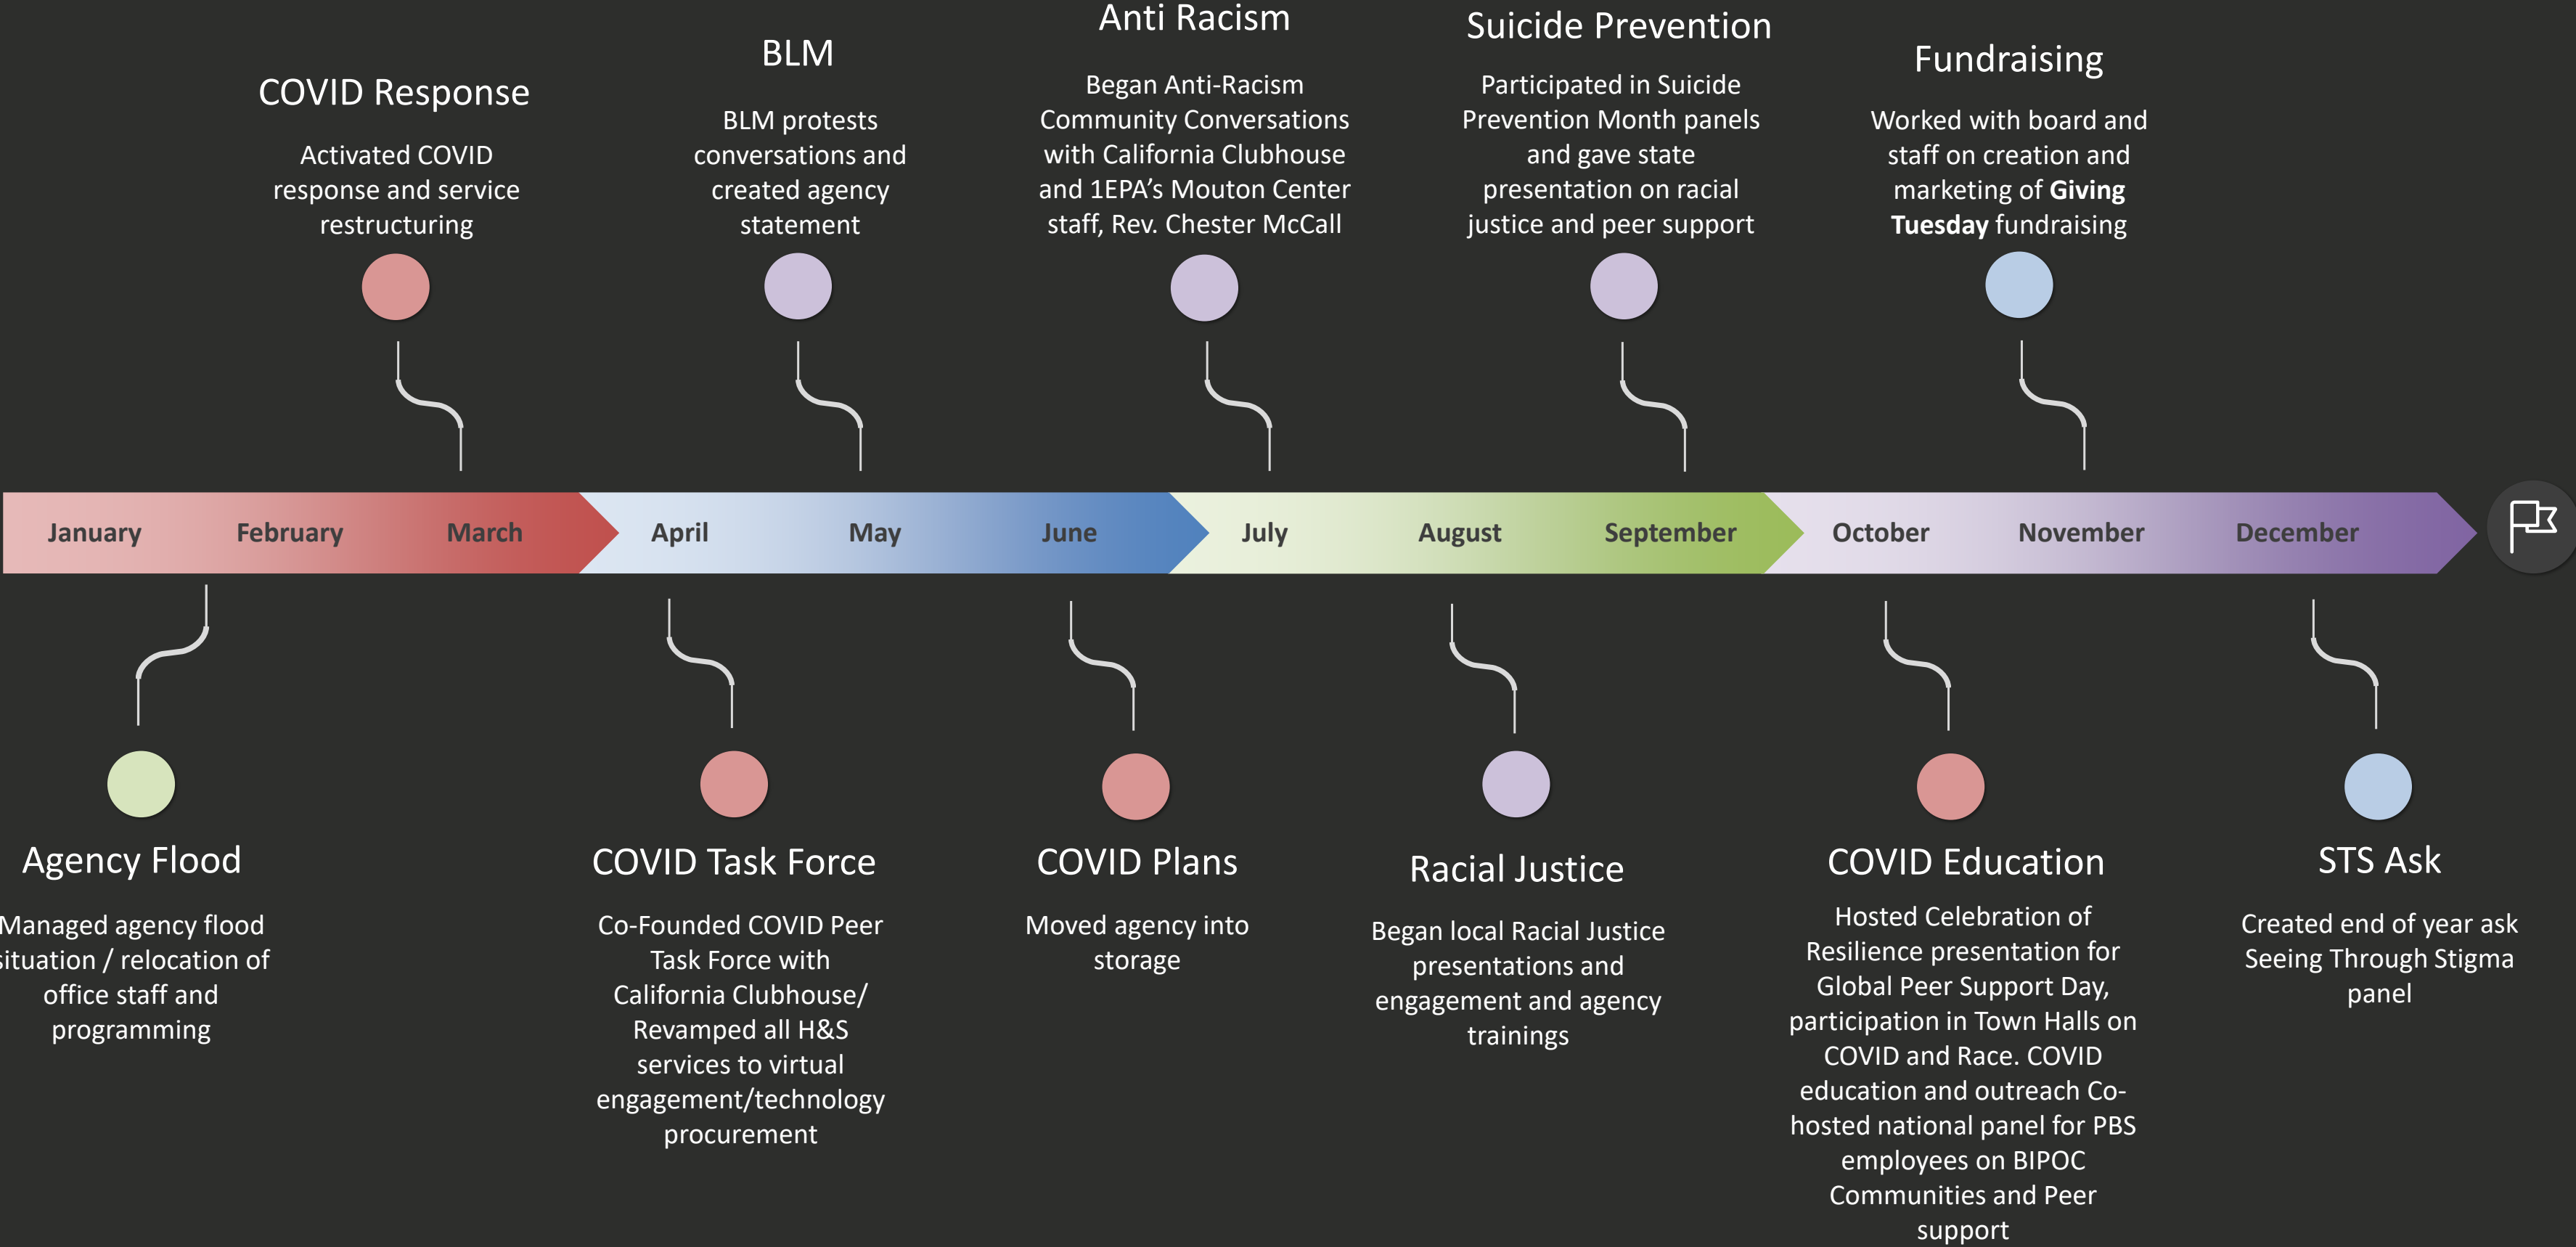 COVID Response
Activated COVID
response and service
restructuring
BLM
BLM protests
conversations and
created agency
statement
Anti Racism
Began Anti-Racism
Community Conversations
with California Clubhouse
and 1EPA’s Mouton Center
staff, Rev. Chester McCall
Suicide Prevention
Participated in Suicide
Prevention Month panels
and gave state
presentation on racial
justice and peer support
Fundraising
Worked with board and
staff on creation and
marketing of Giving
Tuesday fundraising
January
February
March
April
May
June
July
August
September
October
November
December
Agency Flood
Managed agency flood
situation / relocation of
office staff and
programming
COVID Task Force
Co-Founded COVID Peer
Task Force with
California Clubhouse/
Revamped all H&S
services to virtual
engagement/technology
procurement
COVID Plans
Moved agency into
storage
Racial Justice
Began local Racial Justice
presentations and
engagement and agency
trainings
COVID Education
Hosted Celebration of
Resilience presentation for
Global Peer Support Day,
participation in Town Halls on
COVID and Race. COVID
education and outreach Co-
hosted national panel for PBS
employees on BIPOC
Communities and Peer
support
STS Ask
Created end of year ask
Seeing Through Stigma
panel